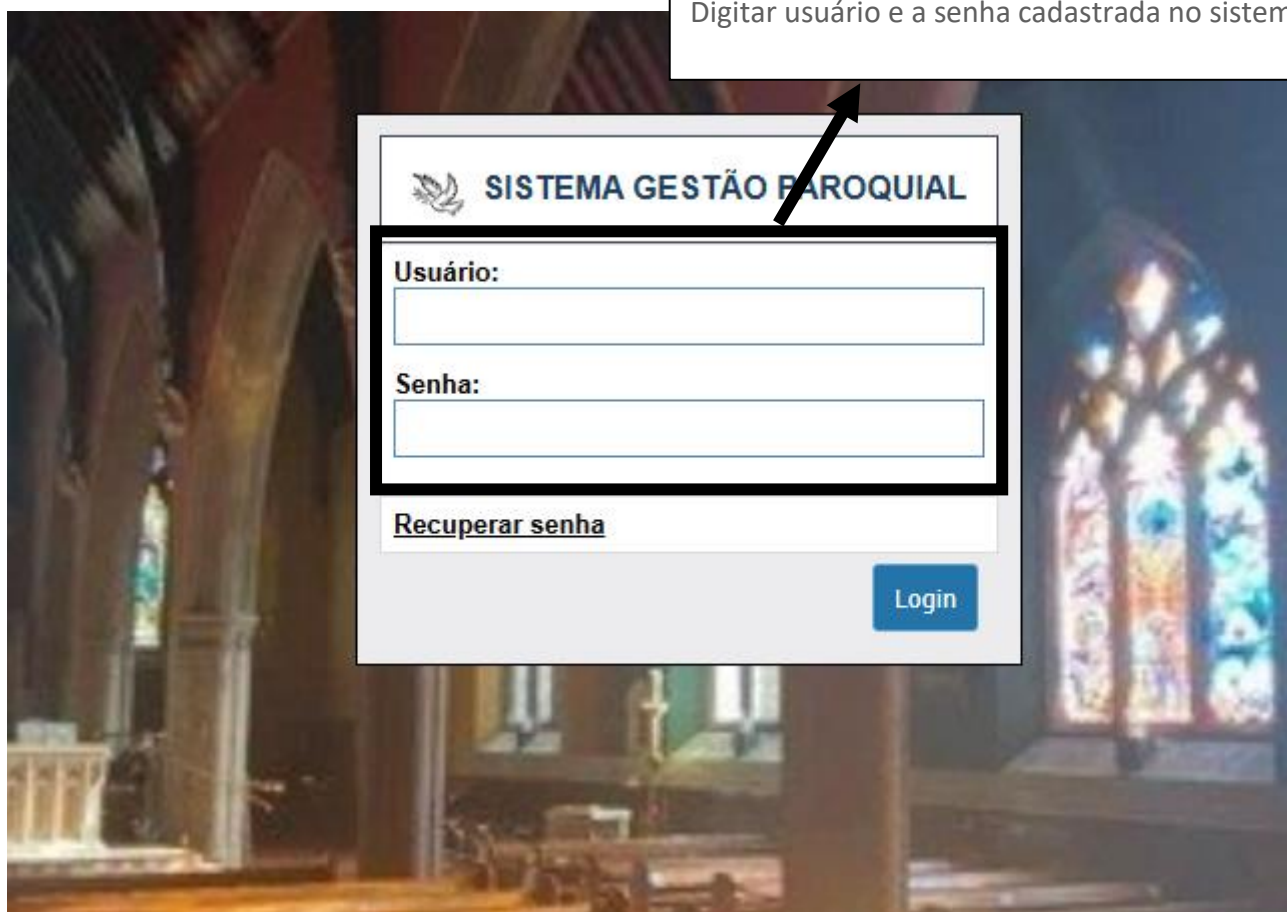 Digitar usuário e a senha cadastrada no sistem
SISTEMA GESTÃO PAROQUIAL
Usuário:
Senha:
Recuperar senha
Login